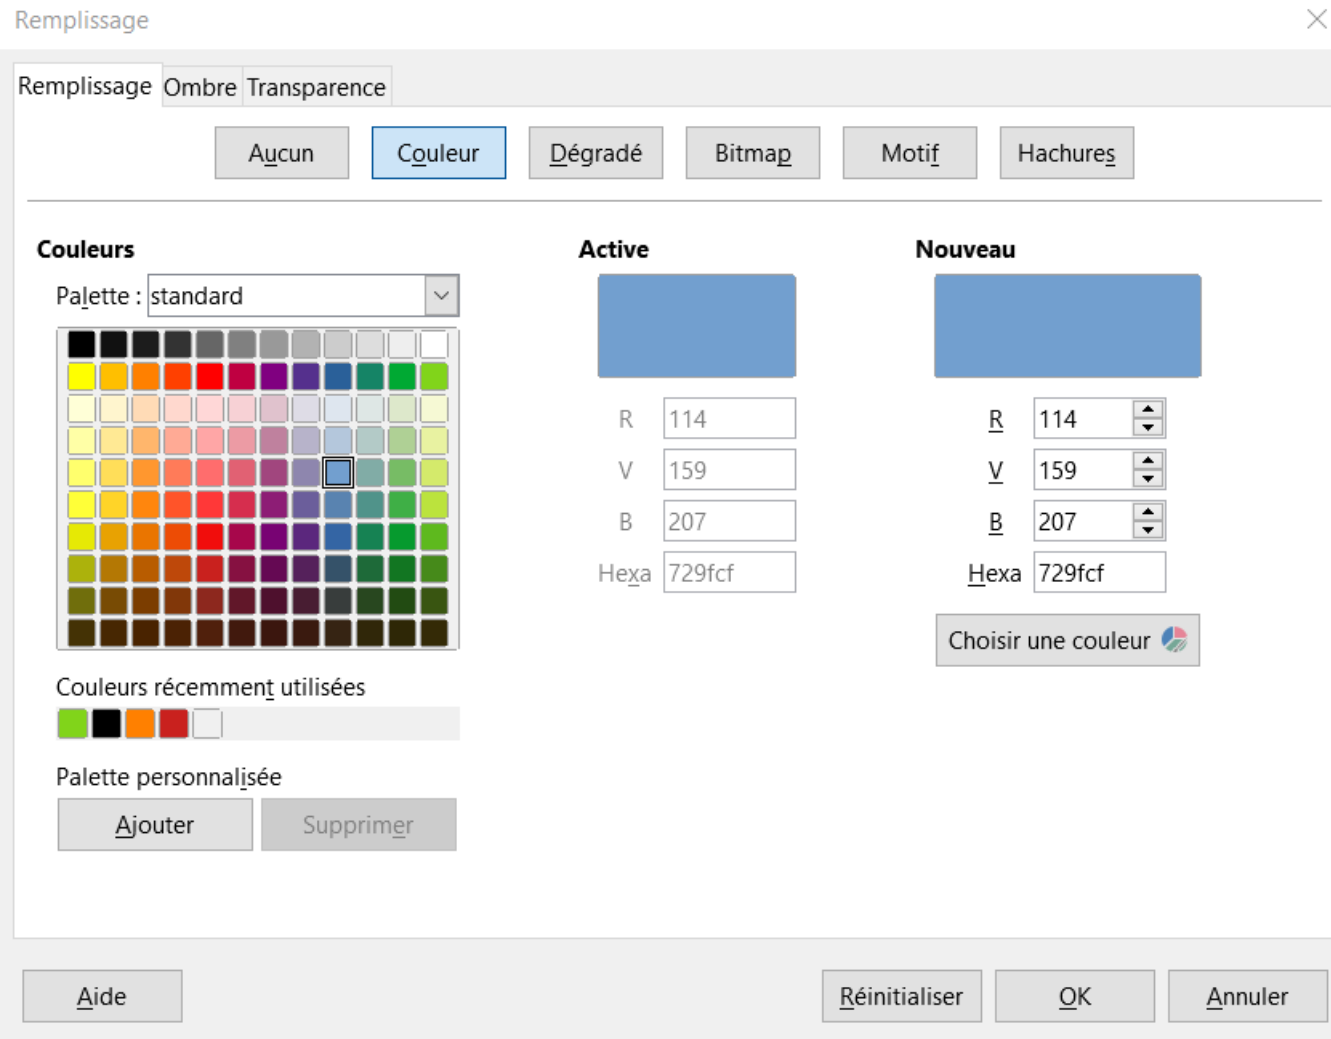 Remplissage
Remplissage Ombre Transparence
Aucun Couleur Dégradé Bitmap Motif Hachures
Couleurs Active Nouveau
Palette : standard
R 114 R 114
V 159 V 159
B 207 B 207
Hexa 729fcf Hexa 729fcf
Choisir une couleur
Couleurs récemment utilisées
Palette personnalisée
Ajouter Supprimer
Aide Réinitialiser OK Annuler